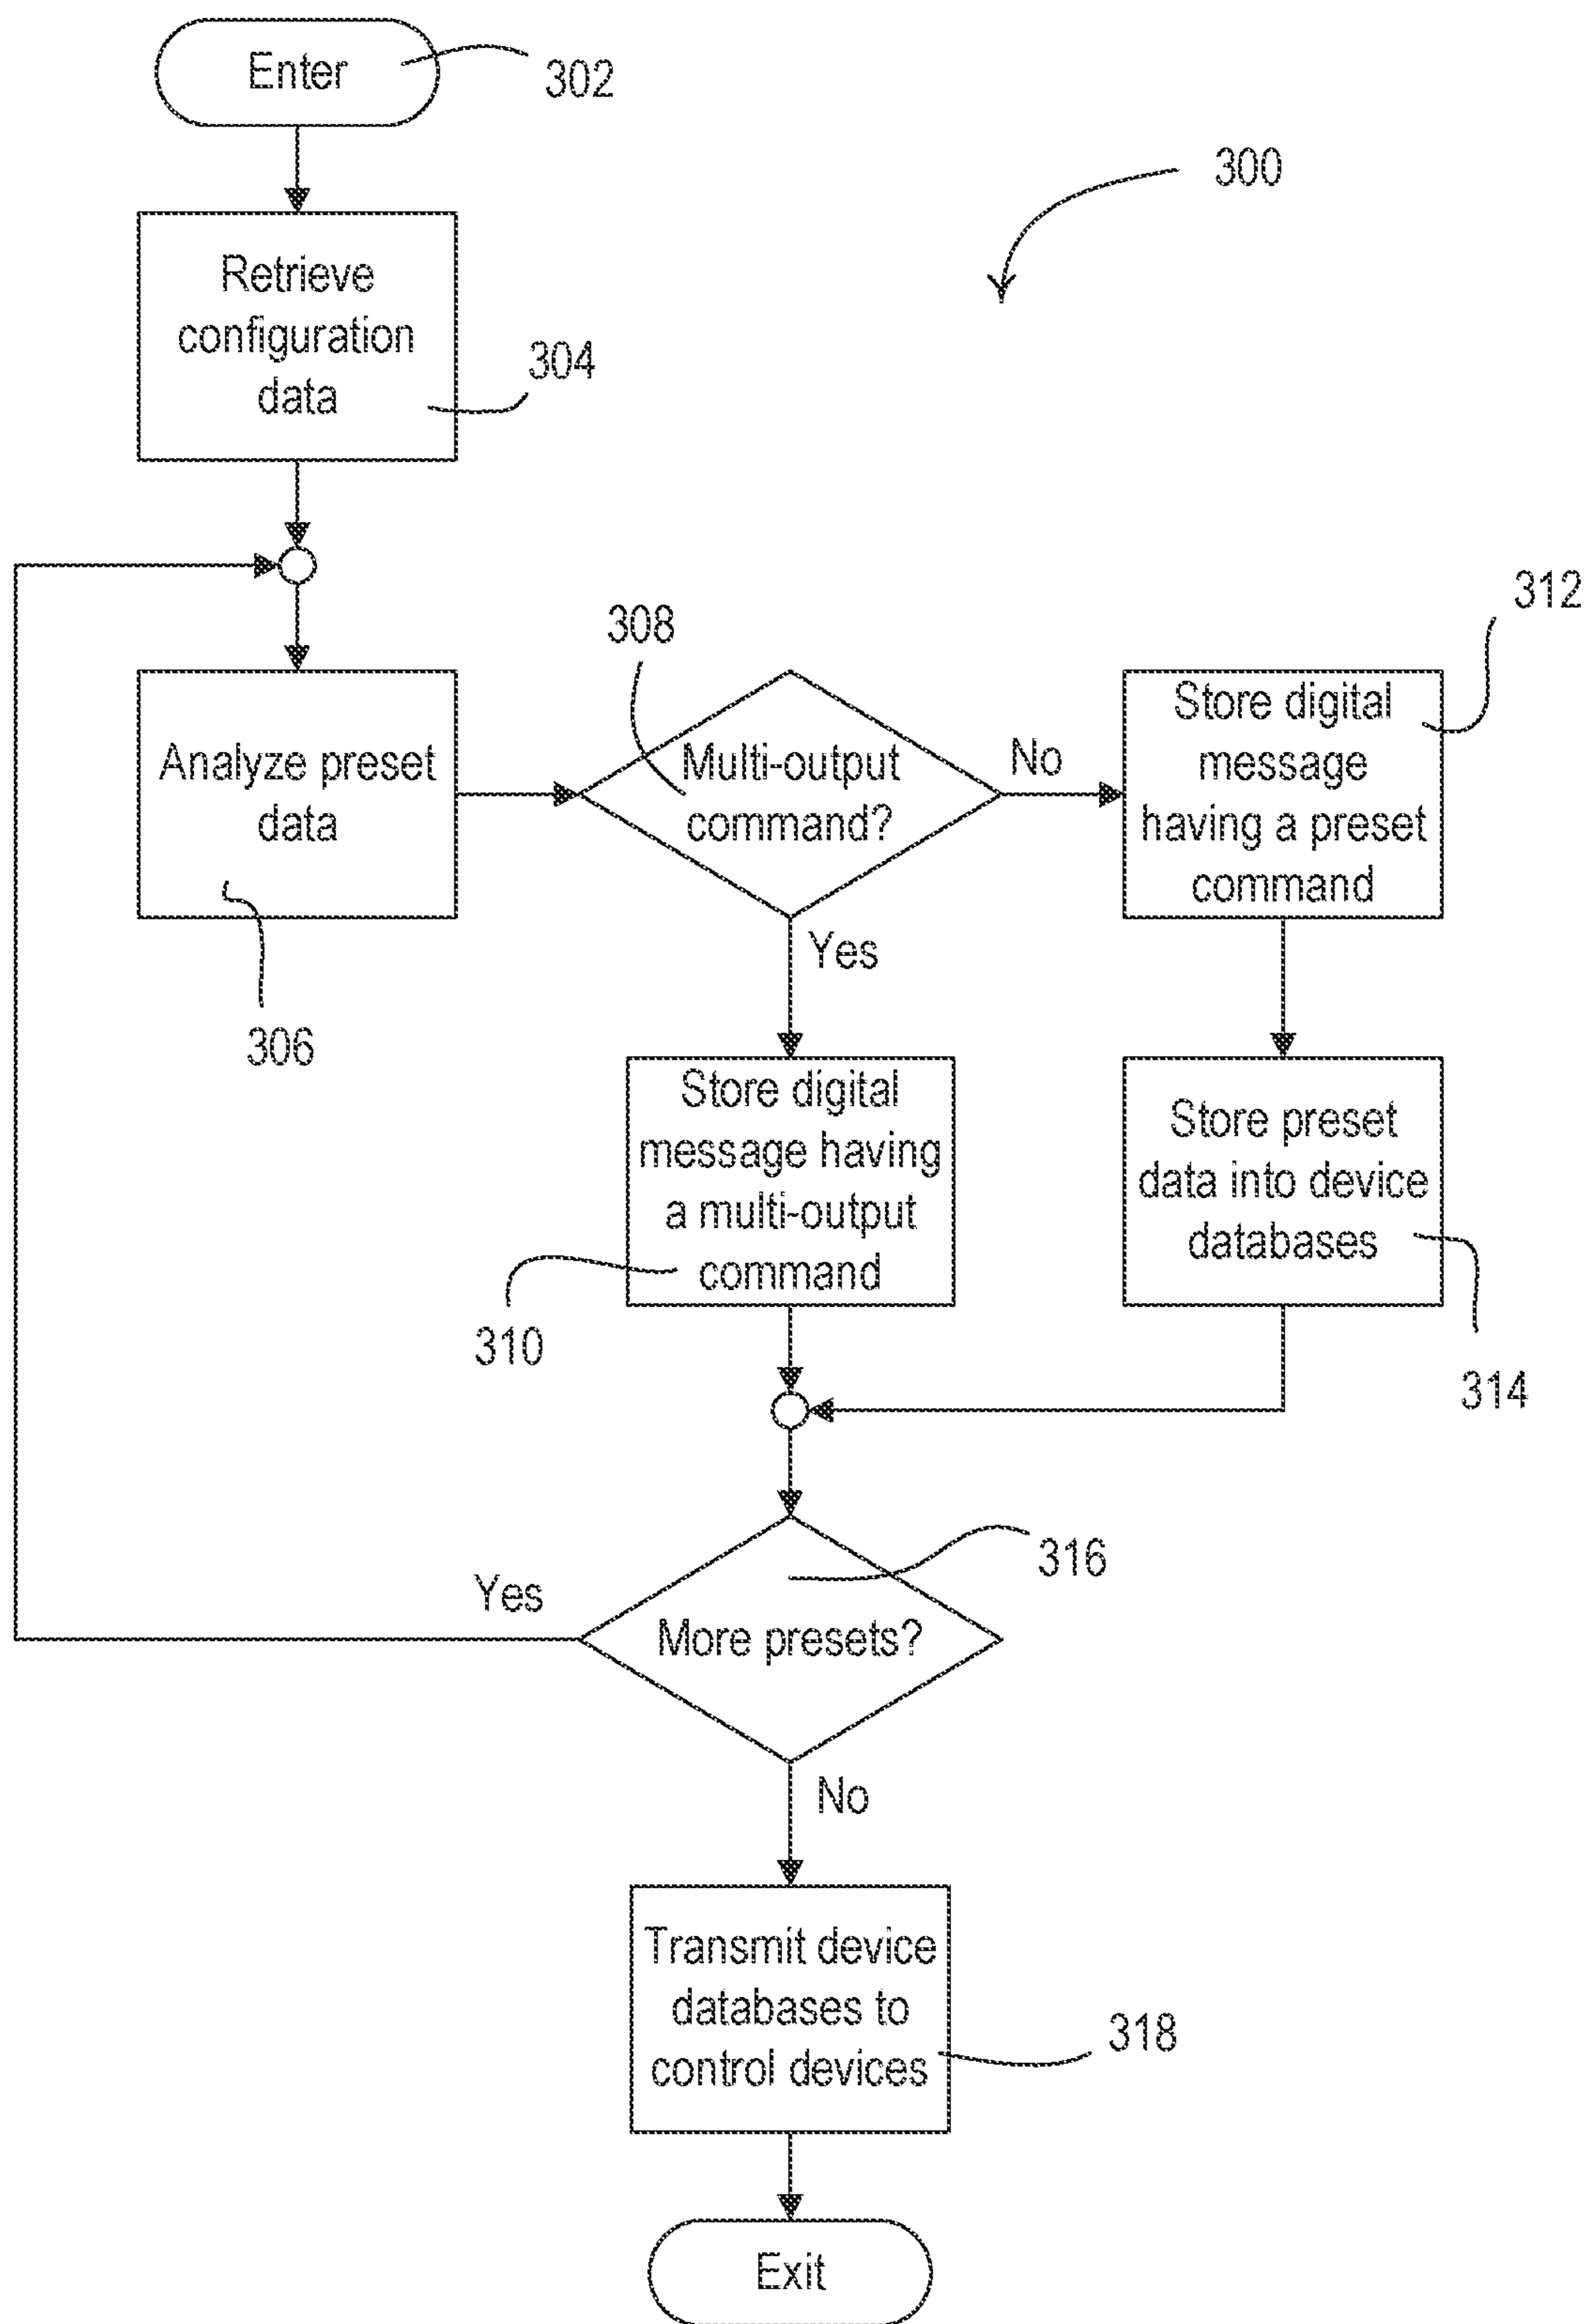 Enter
302
300
Retrieve
configuration
data
304
312
308
Analyze preset
data
306
Multi-output
command?
No
Yes
Store digital
message
having a preset
command
Store digital
message having
a multi-output
command
310
Store preset
data into device
databases
314
316
Yes
More presets?
No
Transmit device
databases to
control devices
318
Exit